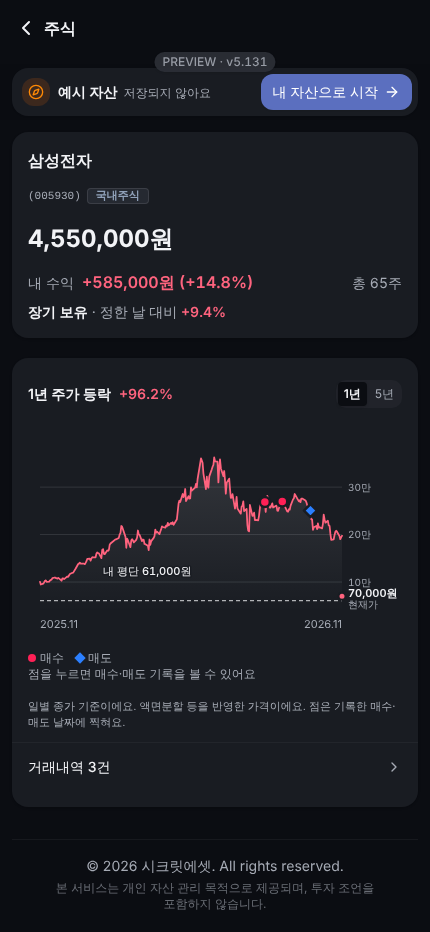 주식
PREVIEW · v5.131
예시 자산 저장되지 않아요
내 자산으로 시작
삼성전자
(005930) 국내주식
4,550,000원
내 수익 +585,000원 (+14.8%) 총 65주
장기 보유 · 정한 날 대비 +9.4%
1년 주가 등락 +96.2% 1년 5년
30만
20만
내 평단 61,000원
10만
70,000원
현재가
2025.11 2026.11
매수 매도
점을 누르면 매수·매도 기록을 볼 수 있어요
일별 종가 기준이에요. 액면분할 등을 반영한 가격이에요. 점은 기록한 매수·
매도 날짜에 찍혀요.
거래내역 3건
© 2026 시크릿에셋. All rights reserved.
본 서비스는 개인 자산 관리 목적으로 제공되며, 투자 조언을
포함하지 않습니다.